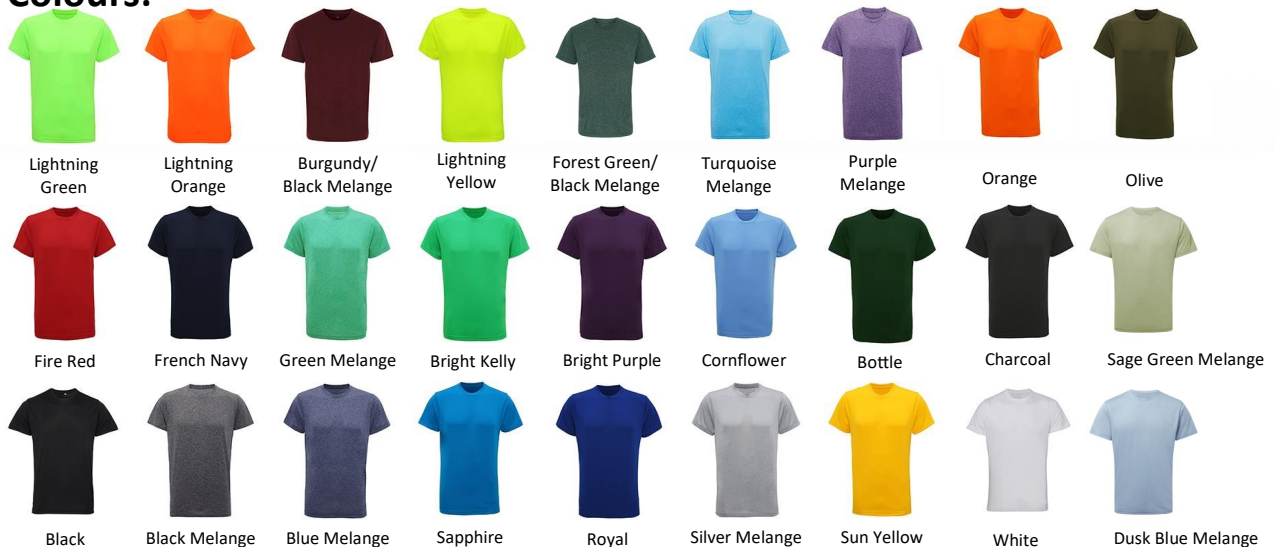 Colours:
Lightning Green
Lightning Orange
Burgundy/ Black Melange
Lightning Yellow
Forest Green/ Black Melange
Turquoise Melange
Purple Melange
Orange
Olive
Fire Red
French Navy
Green Melange
Bright Kelly
Bright Purple
Cornflower
Bottle
Charcoal
Sage Green Melange
Black
Black Melange
Blue Melange
Sapphire
Royal
Silver Melange
Sun Yellow
White
Dusk Blue Melange